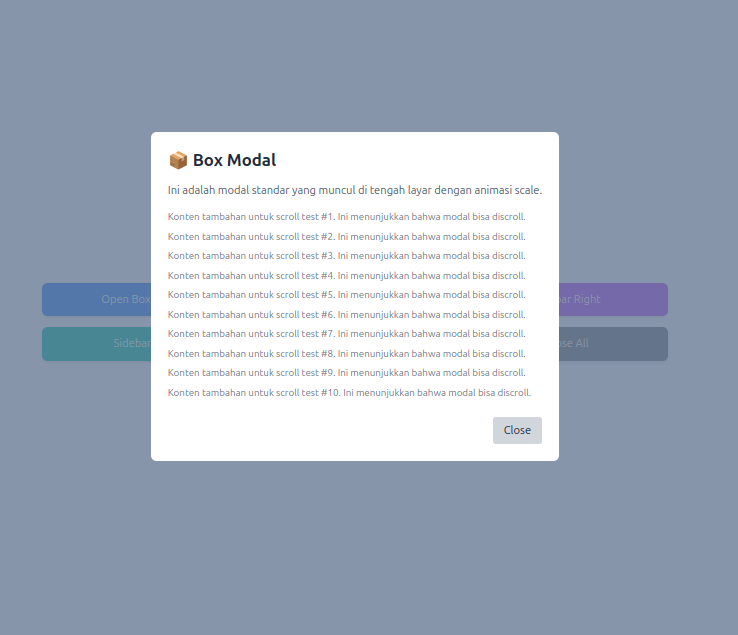 📦 Box Modal
Ini adalah modal standar yang muncul di tengah layar dengan animasi scale.
Konten tambahan untuk scroll test #1. Ini menunjukkan bahwa modal bisa discroll.
Konten tambahan untuk scroll test #2. Ini menunjukkan bahwa modal bisa discroll.
Konten tambahan untuk scroll test #3. Ini menunjukkan bahwa modal bisa discroll.
Konten tambahan untuk scroll test #4. Ini menunjukkan bahwa modal bisa discroll.
Konten tambahan untuk scroll test #5. Ini menunjukkan bahwa modal bisa discroll.
Konten tambahan untuk scroll test #6. Ini menunjukkan bahwa modal bisa discroll.
Konten tambahan untuk scroll test #7. Ini menunjukkan bahwa modal bisa discroll.
Konten tambahan untuk scroll test #8. Ini menunjukkan bahwa modal bisa discroll.
Konten tambahan untuk scroll test #9. Ini menunjukkan bahwa modal bisa discroll.
Konten tambahan untuk scroll test #10. Ini menunjukkan bahwa modal bisa discroll.
Close
Open Box
Right
Sidebar
All